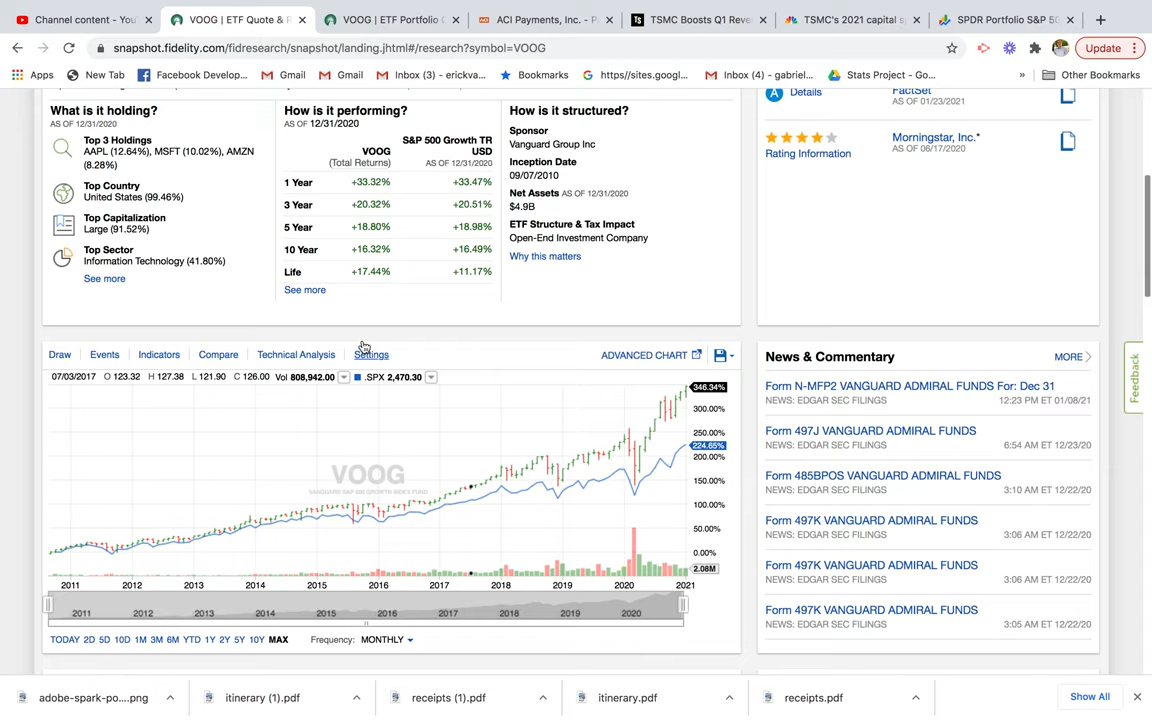 Channel content - You
VOOG | ETF Quote & R
VOOG | ETF Portfolio C
ACI Payments, Inc. - P
TSMC Boosts Q1 Reve
TSMC's 2021 capital s
SPDR Portfolio S&P 50
snapshot.fidelity.com/fidresearch/snapshot/landing.jhtml#/research?symbol=VOOG
Update
Apps
New Tab
Facebook Develop...
Gmail
Gmail
Inbox (3) - erickva...
Bookmarks
https//sites.googl...
Inbox (4) - gabriel...
Stats Project - Go...
»
Other Bookmarks
What is it holding?
AS OF 12/31/2020
Top 3 Holdings
AAPL (12.64%), MSFT (10.02%), AMZN
(8.28%)
Top Country
United States (99.46%)
Top Capitalization
Large (91.52%)
Top Sector
Information Technology (41.80%)
See more
How is it performing?
AS OF 12/31/2020
VOOG
(Total Returns)
S&P 500 Growth TR
USD
AS OF 12/31/2020
1 Year +33.32% +33.47%
3 Year +20.32% +20.51%
5 Year +18.80% +18.98%
10 Year +16.32% +16.49%
Life +17.44% +11.17%
See more
How is it structured?
Sponsor
Vanguard Group Inc
Inception Date
09/07/2010
Net Assets AS OF 12/31/2020
$4.9B
ETF Structure & Tax Impact
Open-End Investment Company
Why this matters
A Details
FactSet
AS OF 01/23/2021
Rating Information
Morningstar, Inc.*
AS OF 06/17/2020
Feedback
Draw
Events
Indicators
Compare
Technical Analysis
Settings
ADVANCED CHART
07/03/2017 O 123.32 H 127.38 L 121.90 C 126.00 Vol 808,942.00 .SPX 2,470.30
346.34%
300.00%
250.00%
224.65%
200.00%
150.00%
100.00%
50.00%
0.00%
2.08M
VOOG
VANGUARD S&P 500 GROWTH INDEX FUND
2011 2012 2013 2014 2015 2016 2017 2018 2019 2020 2021
2011 2012 2013 2014 2015 2016 2017 2018 2019 2020
TODAY 2D 5D 10D 1M 3M 6M YTD 1Y 2Y 5Y 10Y MAX
Frequency: MONTHLY
News & Commentary
MORE
Form N-MFP2 VANGUARD ADMIRAL FUNDS For: Dec 31
NEWS: EDGAR SEC FILINGS 12:23 PM ET 01/08/21
Form 497J VANGUARD ADMIRAL FUNDS
NEWS: EDGAR SEC FILINGS 6:54 AM ET 12/23/20
Form 485BPOS VANGUARD ADMIRAL FUNDS
NEWS: EDGAR SEC FILINGS 3:10 AM ET 12/22/20
Form 497K VANGUARD ADMIRAL FUNDS
NEWS: EDGAR SEC FILINGS 3:06 AM ET 12/22/20
Form 497K VANGUARD ADMIRAL FUNDS
NEWS: EDGAR SEC FILINGS 3:06 AM ET 12/22/20
Form 497K VANGUARD ADMIRAL FUNDS
NEWS: EDGAR SEC FILINGS 3:05 AM ET 12/22/20
adobe-spark-po....png
itinerary (1).pdf
receipts (1).pdf
itinerary.pdf
receipts.pdf
Show All